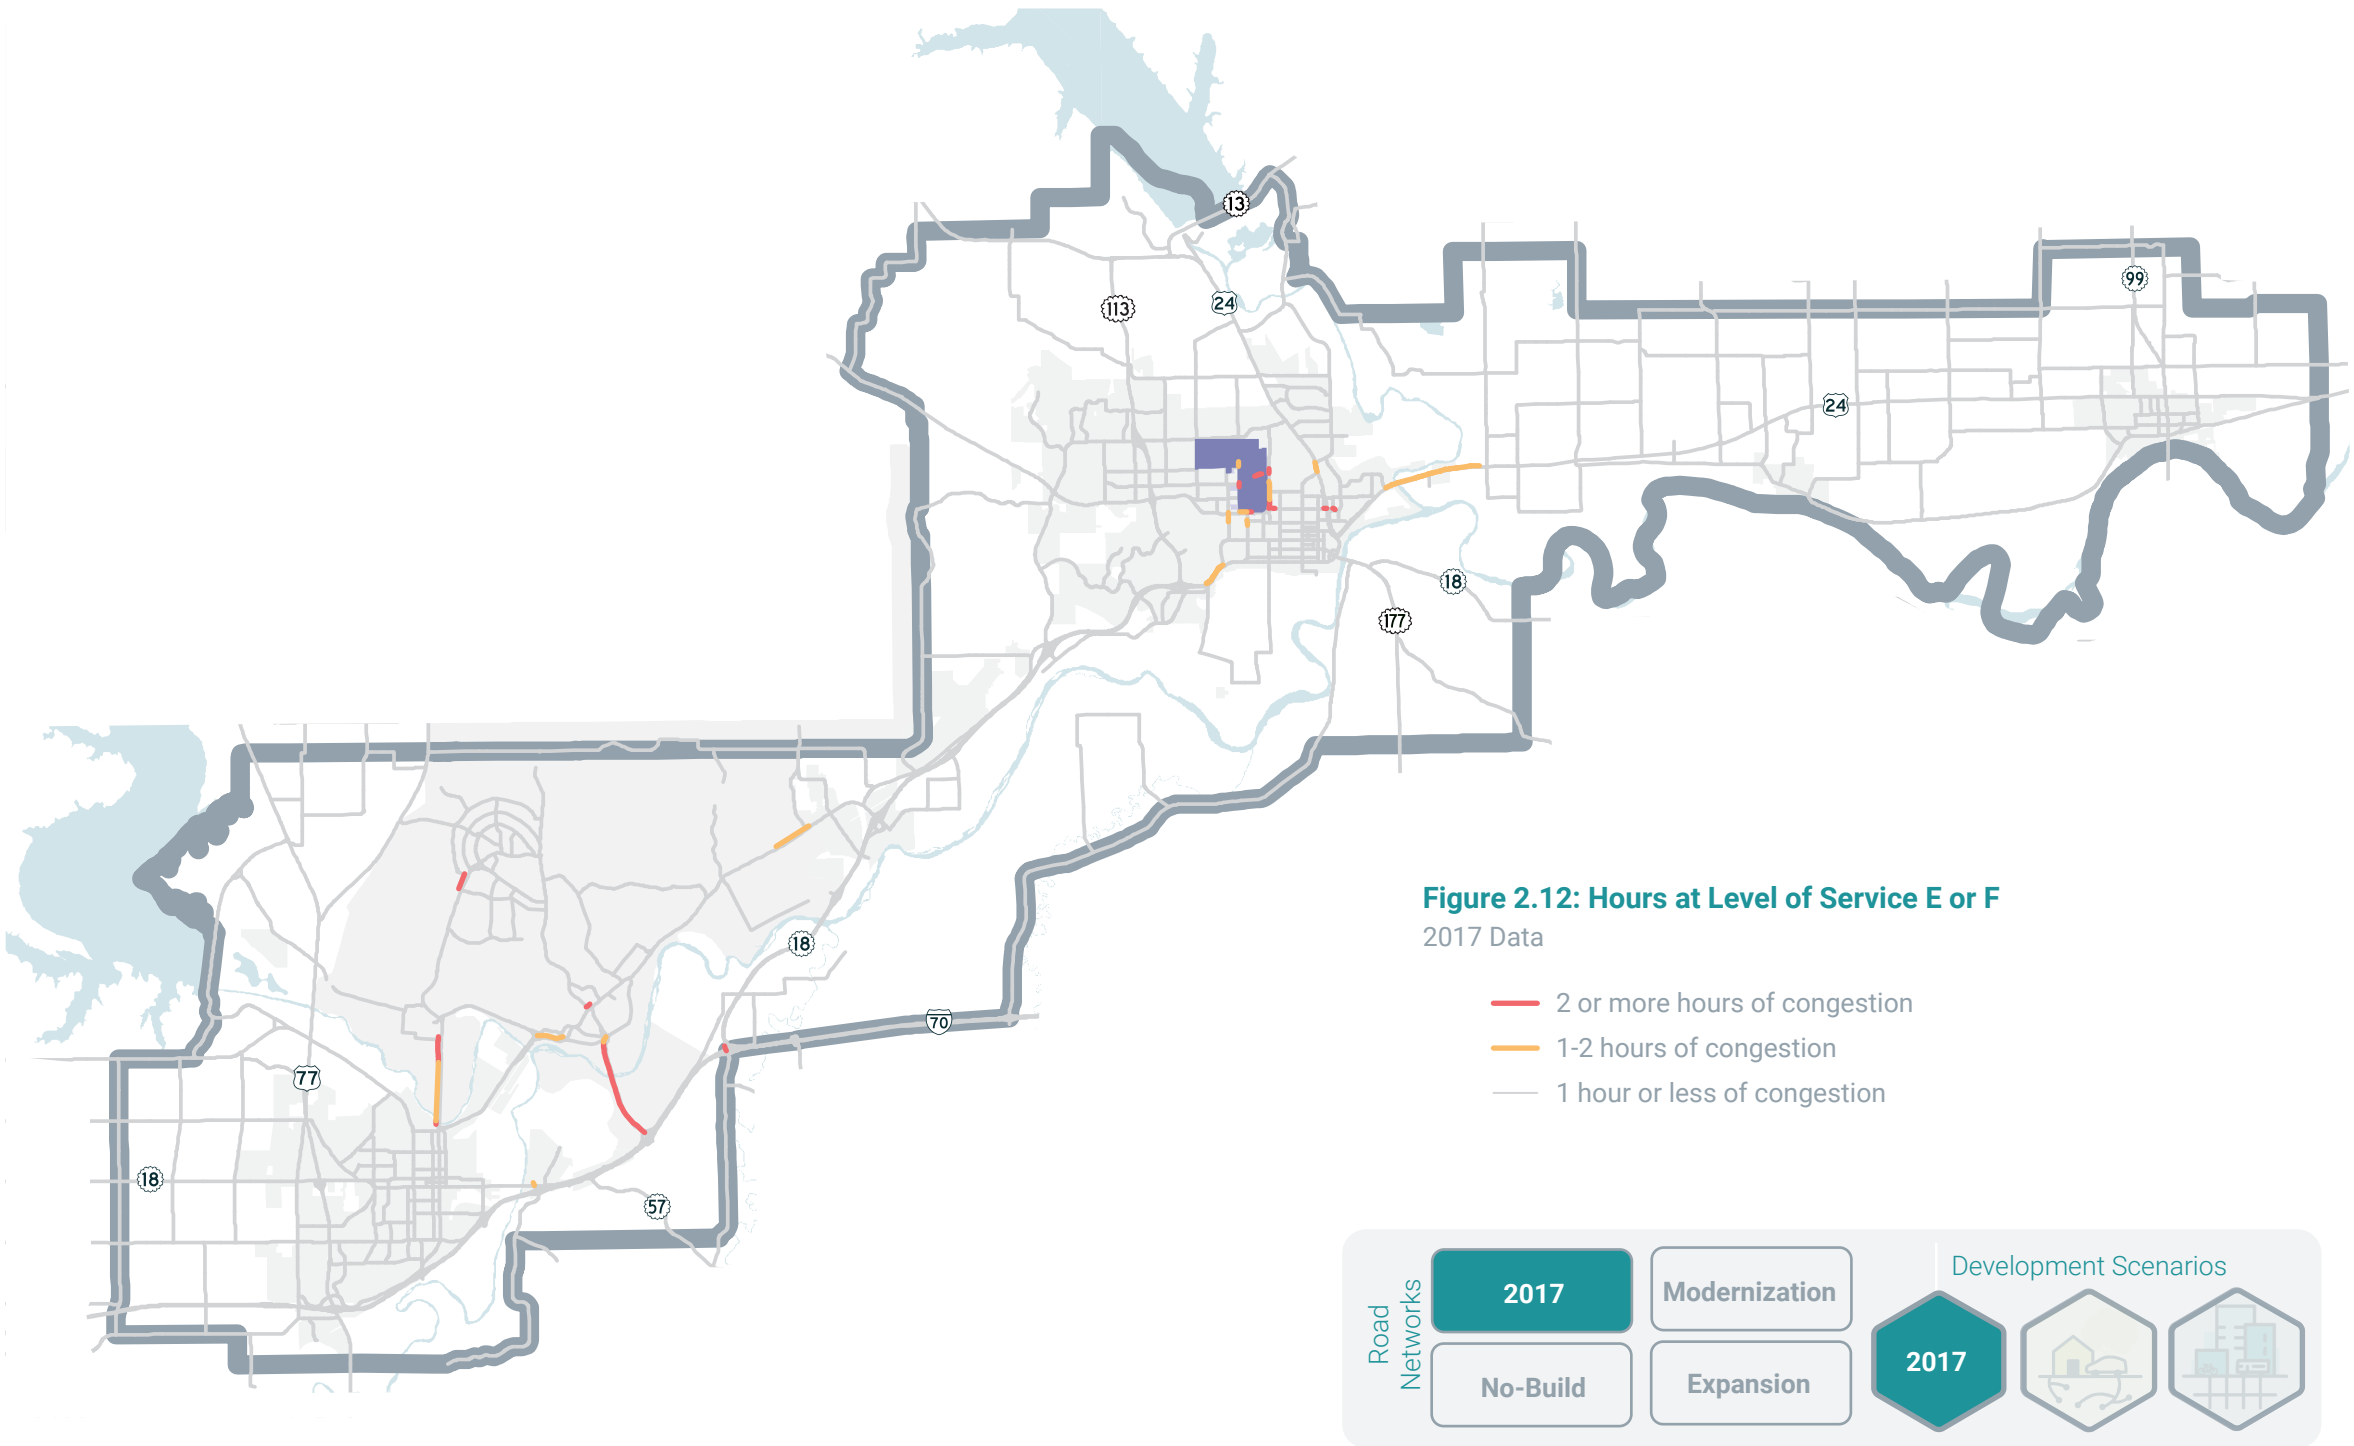 13
99
113
24
24
18
177
18
70
77
18
57
Figure 2.12: Hours at Level of Service E or F
2017 Data
2 or more hours of congestion
1-2 hours of congestion
1 hour or less of congestion
Road
Networks
2017
Modernization
No-Build
Expansion
Development Scenarios
2017